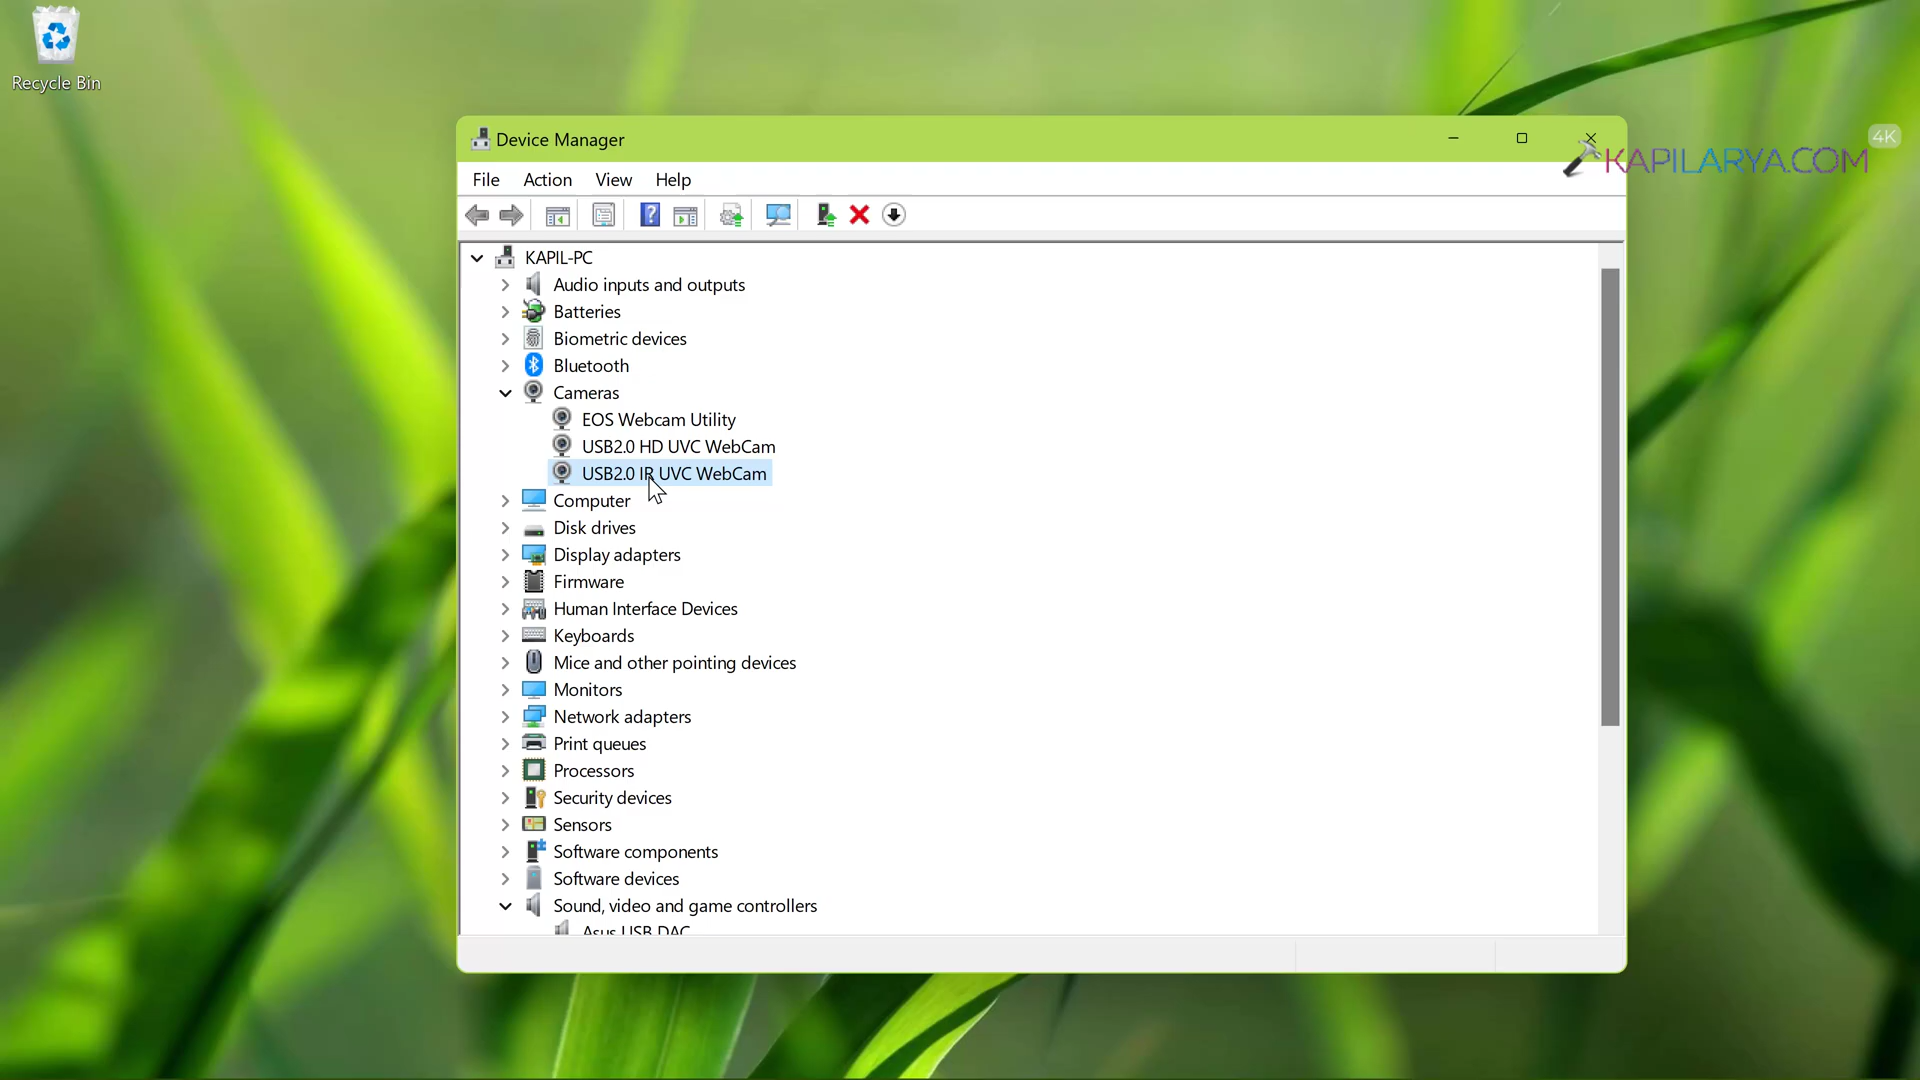 Recycle Bin
Device Manager
4K
KAPILARYA.COM
File Action View Help
KAPIL-PC
Audio inputs and outputs
Batteries
Biometric devices
Bluetooth
Cameras
EOS Webcam Utility
USB2.0 HD UVC WebCam
USB2.0 IR UVC WebCam
Computer
Disk drives
Display adapters
Firmware
Human Interface Devices
Keyboards
Mice and other pointing devices
Monitors
Network adapters
Print queues
Processors
Security devices
Sensors
Software components
Software devices
Sound, video and game controllers
Asus USB DAC